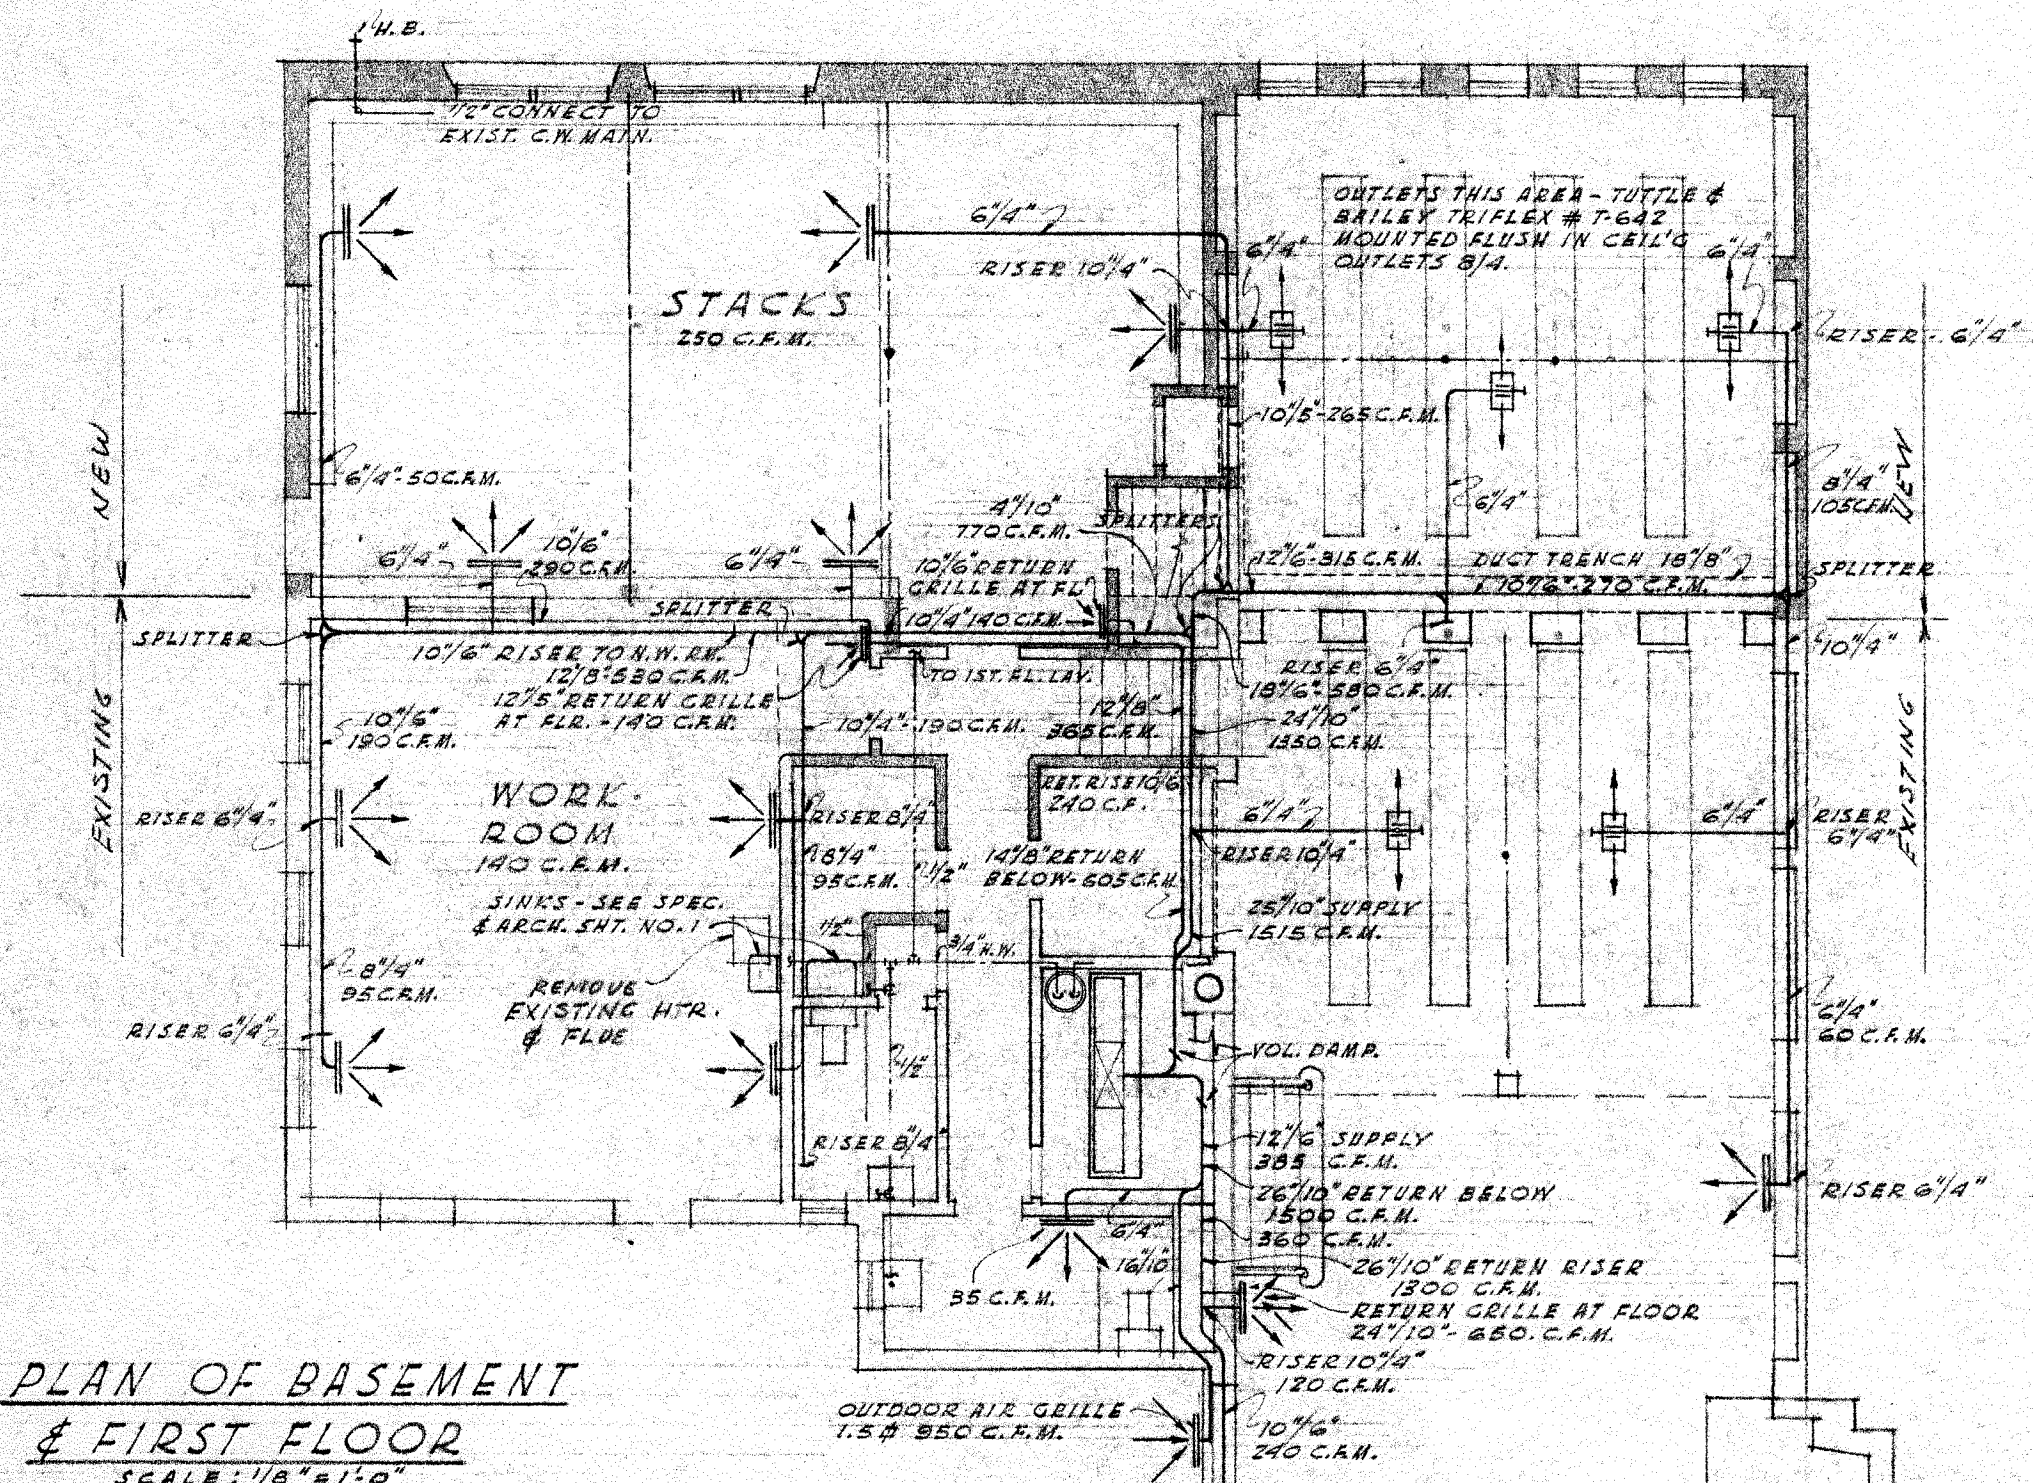 H.B.
1/2" CONNECT TO
EXIST. C.W. MAIN.
OUTLETS THIS AREA - TUTTLE &
BAILEY TRIFLEX # T-642
MOUNTED FLUSH IN CEIL'G
OUTLETS 8/4.
6"/4"
6"/4"
6"/4"
RISER 10"/4"
STACKS
250 C.F.M.
RISER - 6"/4"
10"/5"-265 C.F.M.
NEW
6"/4"-50 C.F.M.
6"/4"
8"/4"
105 C.F.M.
NEW
4"/10"
770 C.F.M.
SPLITTERS
6"/4"
10"/6"
290 C.F.M.
6"/4"
10"/6" RETURN
GRILLE AT FL
12"/6"-315 C.F.M.
DUCT TRENCH 18"/8"
10"/6"-270 C.F.M.
SPLITTER
SPLITTER
10"/4" 140 C.F.M.
SPLITTER
10"/6" RISER TO N.W. RM.
12"/8"-530 C.F.M.
12"/5" RETURN GRILLE
AT FLR. - 140 C.F.M.
TO 1ST. FL. LAV.
RISER 6"/4"
18"/6"-580 C.F.M.
10"/4"
EXISTING
10"/6"
190 C.F.M.
10"/4"-190 C.F.M.
12"/8"
365 C.F.M.
24"/10"
1350 C.F.M.
EXISTING
RET. RISE 10/6
240 C.F.
WORK-
ROOM
140 C.F.M.
RISER 6"/4"
RISER 8"/4"
6"/4"
6"/4"
RISER
6"/4"
8"/4"
95 C.F.M.
1/2"
14"/8" RETURN
BELOW-605 C.F.M.
RISER 10"/4"
SINKS - SEE SPEC.
& ARCH. SHT. NO. 1
1/2"
3/4" H.W.
25"/10" SUPPLY
1515 C.F.M.
8"/4"
95 C.F.M.
REMOVE
EXISTING HTR.
& FLUE
RISER 6"/4"
6"/4"
60 C.F.M.
1/2"
VOL. DAMP.
RISER 8"/4"
12"/6" SUPPLY
385 C.F.M.
26"/10" RETURN BELOW
1500 C.F.M.
RISER 6"/4"
6/4"
360 C.F.M.
16"/10"
26"/10" RETURN RISER
1300 C.F.M.
35 C.F.M.
RETURN GRILLE AT FLOOR
24"/10"-650. C.F.M.
RISER 10"/4"
120 C.F.M.
OUTDOOR AIR GRILLE
1.5 ⌀ 950 C.F.M.
10"/6"
240 C.F.M.
PLAN OF BASEMENT
& FIRST FLOOR
SCALE: 1/8"=1'-0"